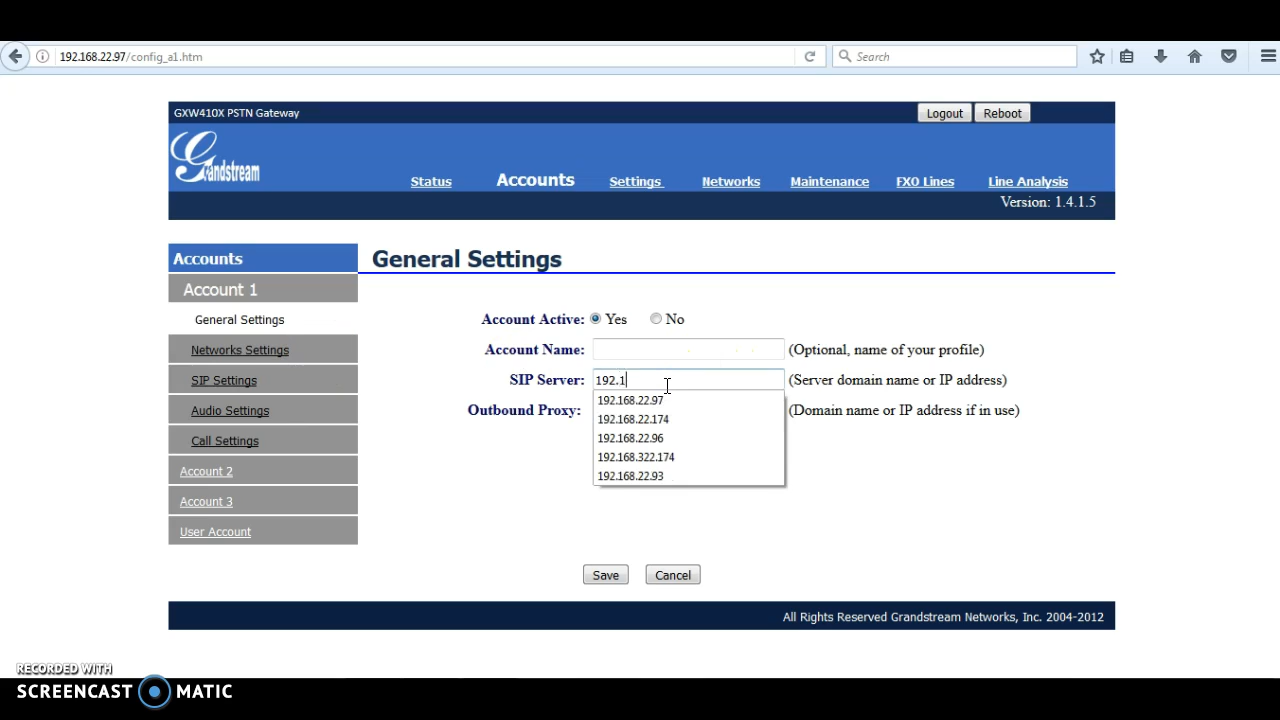 192.168.22.97/config_a1.htm
Search
GXW410X PSTN Gateway
Logout
Reboot
Grandstream
Status
Accounts
Settings
Networks
Maintenance
FXO Lines
Line Analysis
Version: 1.4.1.5
Accounts
Account 1
General Settings
Networks Settings
SIP Settings
Audio Settings
Call Settings
Account 2
Account 3
User Account
General Settings
Account Active: Yes No
Account Name: (Optional, name of your profile)
SIP Server: 192.1 (Server domain name or IP address)
192.168.22.97
Outbound Proxy: (Domain name or IP address if in use)
192.168.22.174
192.168.22.96
192.168.322.174
192.168.22.93
Save
Cancel
All Rights Reserved Grandstream Networks, Inc. 2004-2012
RECORDED WITH
SCREENCAST MATIC